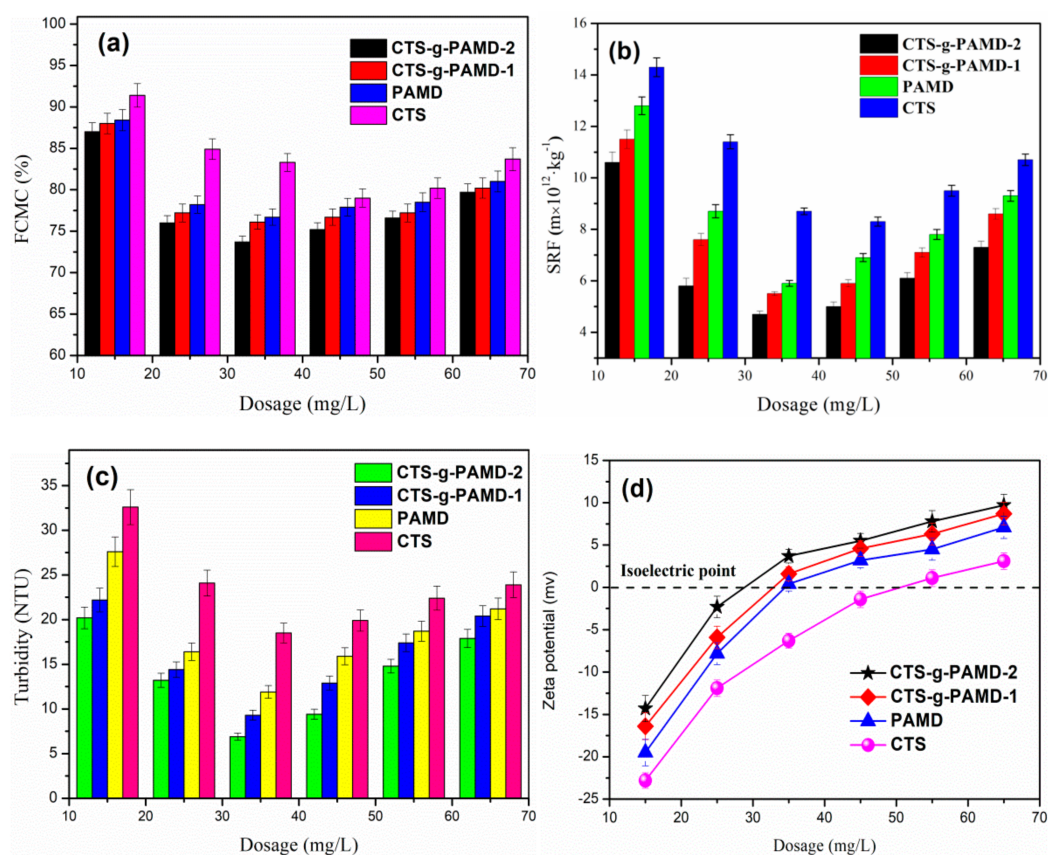 (a)
CTS-g-PAMD-2
CTS-g-PAMD-1
PAMD
CTS
FCMC (%)
100
95
90
85
80
75
70
65
60
10 20 30 40 50 60 70
Dosage (mg/L)
(b)
CTS-g-PAMD-2
CTS-g-PAMD-1
PAMD
CTS
SRF (m×10¹²·kg⁻¹)
16
14
12
10
8
6
4
10 20 30 40 50 60 70
Dosage (mg/L)
(c)
CTS-g-PAMD-2
CTS-g-PAMD-1
PAMD
CTS
Turbidity (NTU)
35
30
25
20
15
10
5
0
10 20 30 40 50 60 70
Dosage (mg/L)
(d)
Isoelectric point
CTS-g-PAMD-2
CTS-g-PAMD-1
PAMD
CTS
Zeta potential (mv)
15
10
5
0
-5
-10
-15
-20
-25
10 20 30 40 50 60 70
Dosage (mg/L)